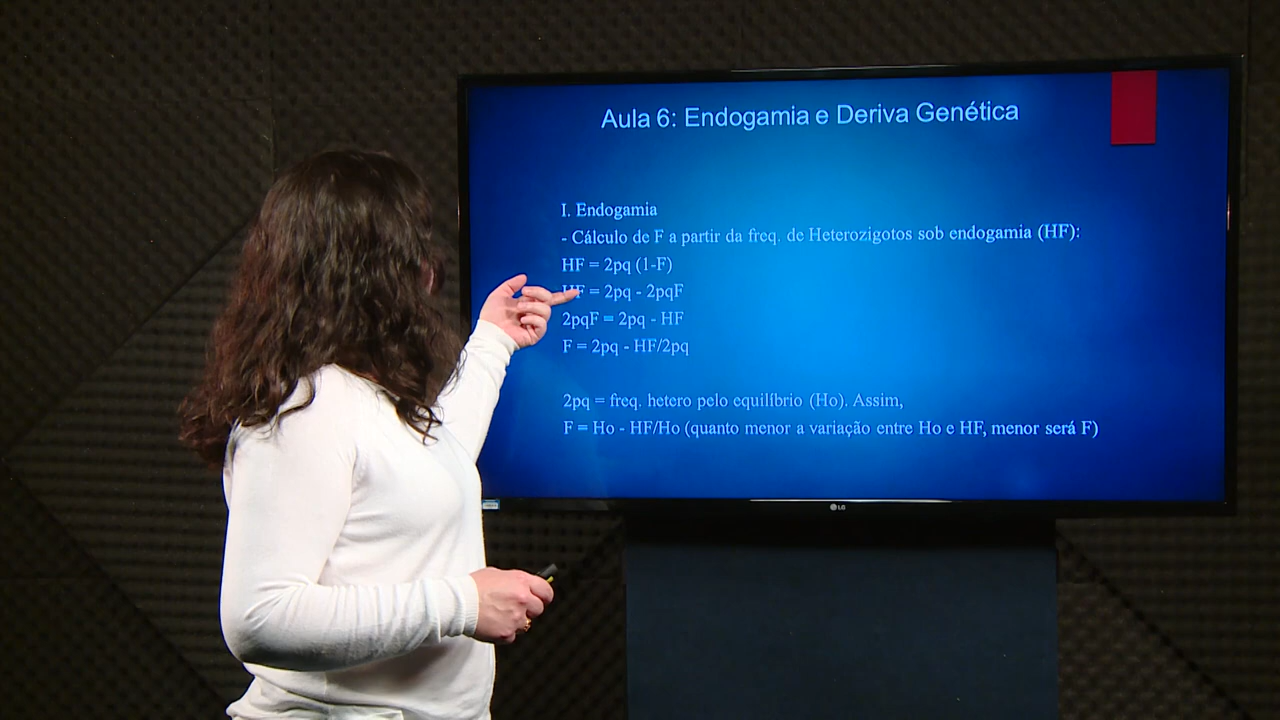 Aula 6: Endogamia e Deriva Genética
I. Endogamia
- Cálculo de F a partir da freq. de Heterozigotos sob endogamia (HF):
HF = 2pq (1-F)
HF = 2pq - 2pqF
2pqF = 2pq - HF
F = 2pq - HF/2pq
2pq = freq. hetero pelo equilíbrio (Ho). Assim,
F = Ho - HF/Ho (quanto menor a variação entre Ho e HF, menor será F)
LG